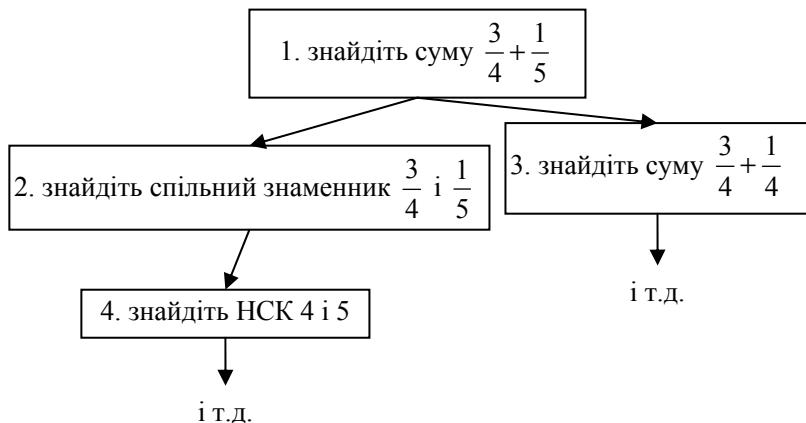 1. знайдіть суму 3/4 + 1/5
2. знайдіть спільний знаменник 3/4 і 1/5
3. знайдіть суму 3/4 + 1/4
4. знайдіть НСК 4 і 5
і т.д.
і т.д.